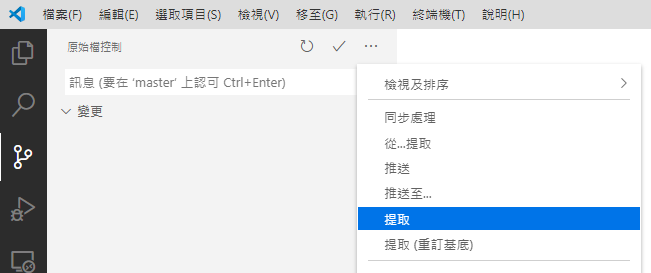 檔案(F) 編輯(E) 選取項目(S) 檢視(V) 移至(G) 執行(R) 終端機(T) 說明(H)
原始檔控制
訊息 (要在 'master' 上認可 Ctrl+Enter)
變更
檢視及排序
同步處理
從...提取
推送
推送至...
提取
提取 (重訂基底)